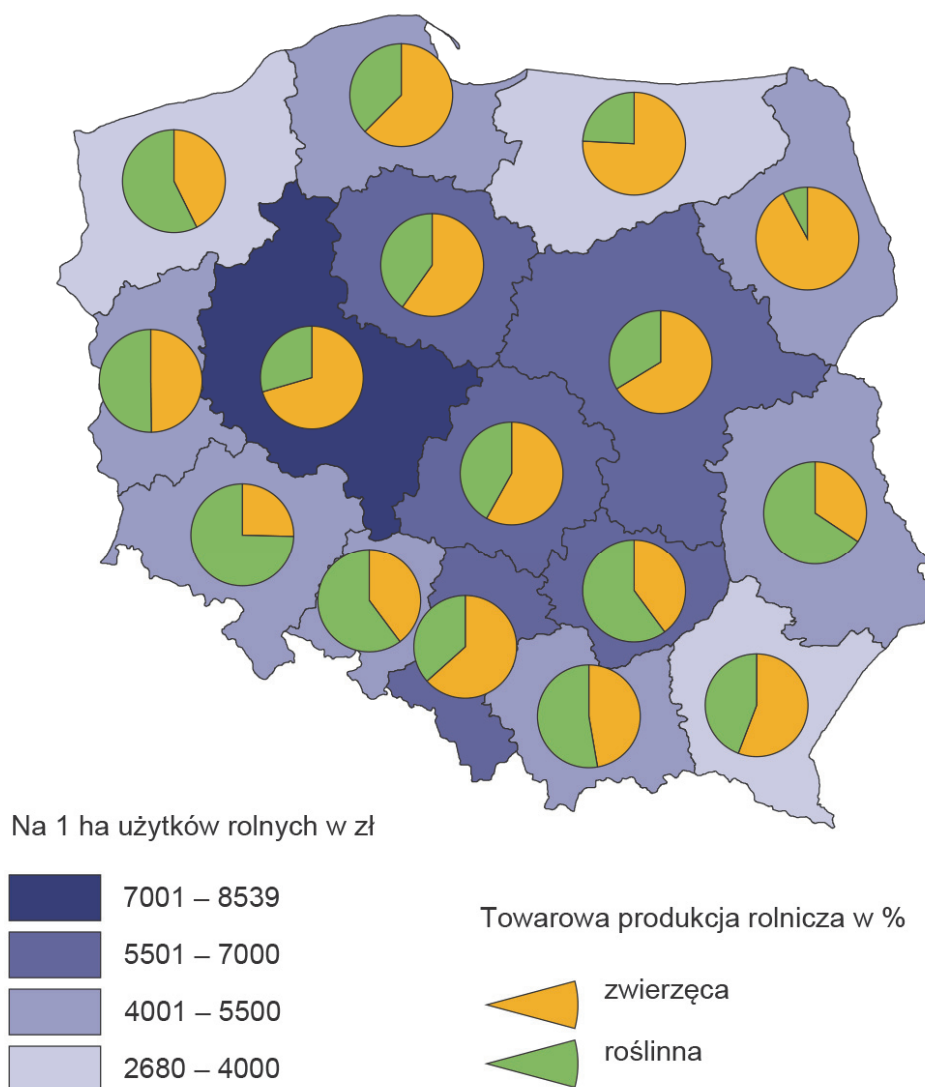 Na 1 ha użytków rolnych w zł
7001 – 8539
5501 – 7000
4001 – 5500
2680 – 4000
Towarowa produkcja rolnicza w %
zwierzęca
roślinna